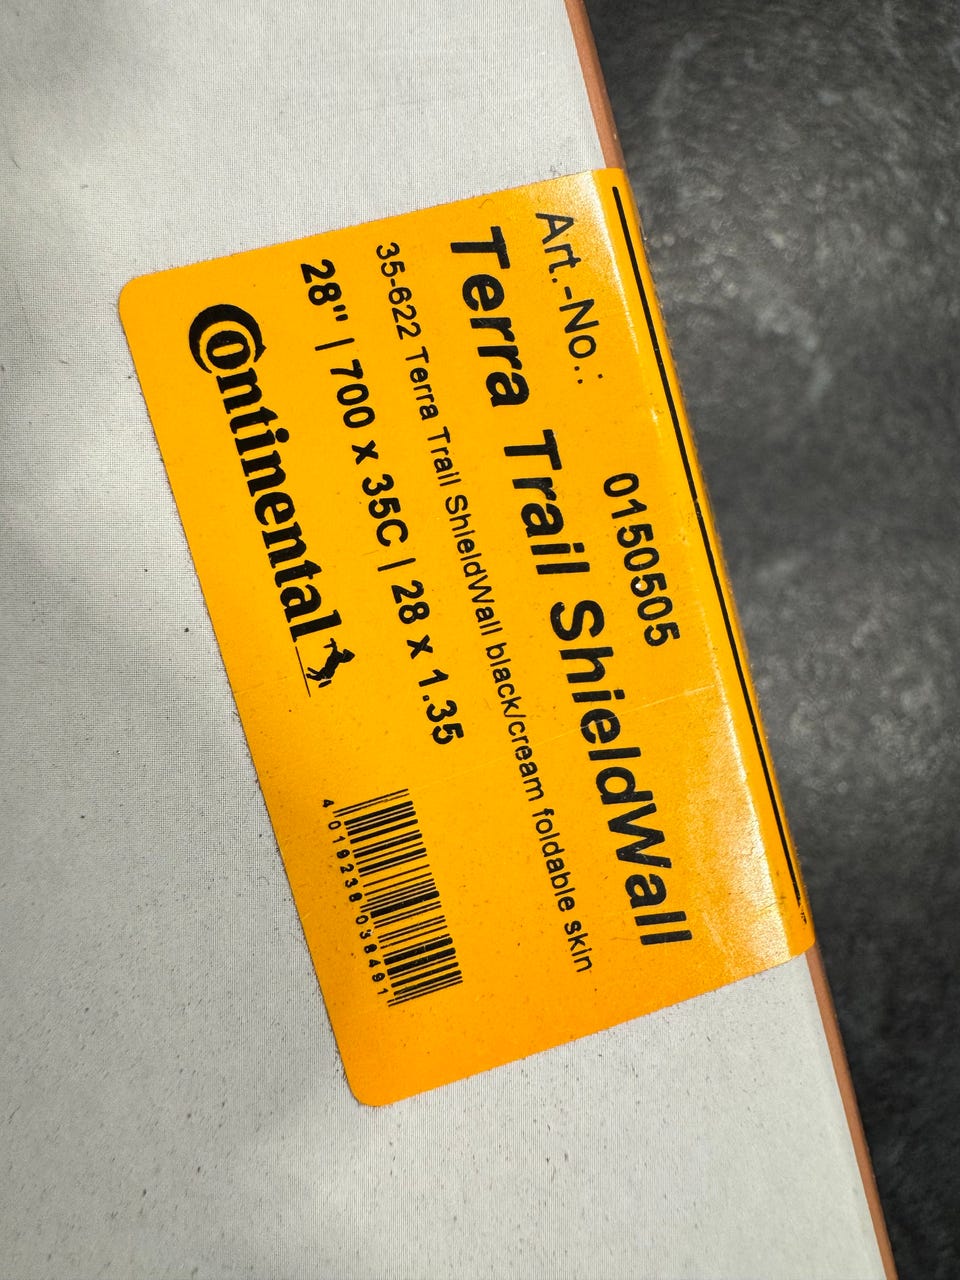 Art.-No.: 0150505
Terra Trail ShieldWall
35-622 Terra Trail ShieldWall black/cream foldable skin
28" | 700 x 35C | 28 x 1.35
Continental
4 019238 038491